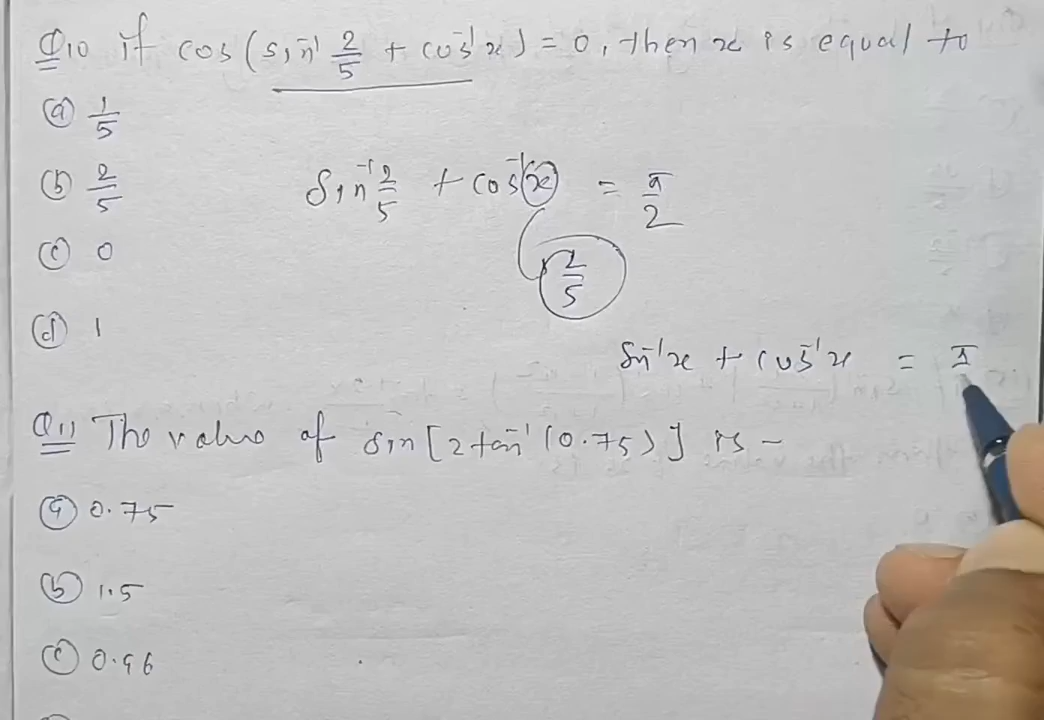 Q10 if cos(sin⁻¹ 2/5 + cos⁻¹ x) = 0, then x is equal to
(a) 1/5
(b) 2/5
sin⁻¹ 2/5 + cos⁻¹(x) = π/2
(c) 0
2/5
(d) 1
sin⁻¹x + cos⁻¹x = π
Q11 The value of sin[2tan⁻¹(0.75)] is -
(a) 0.75
(b) 1.5
(c) 0.96